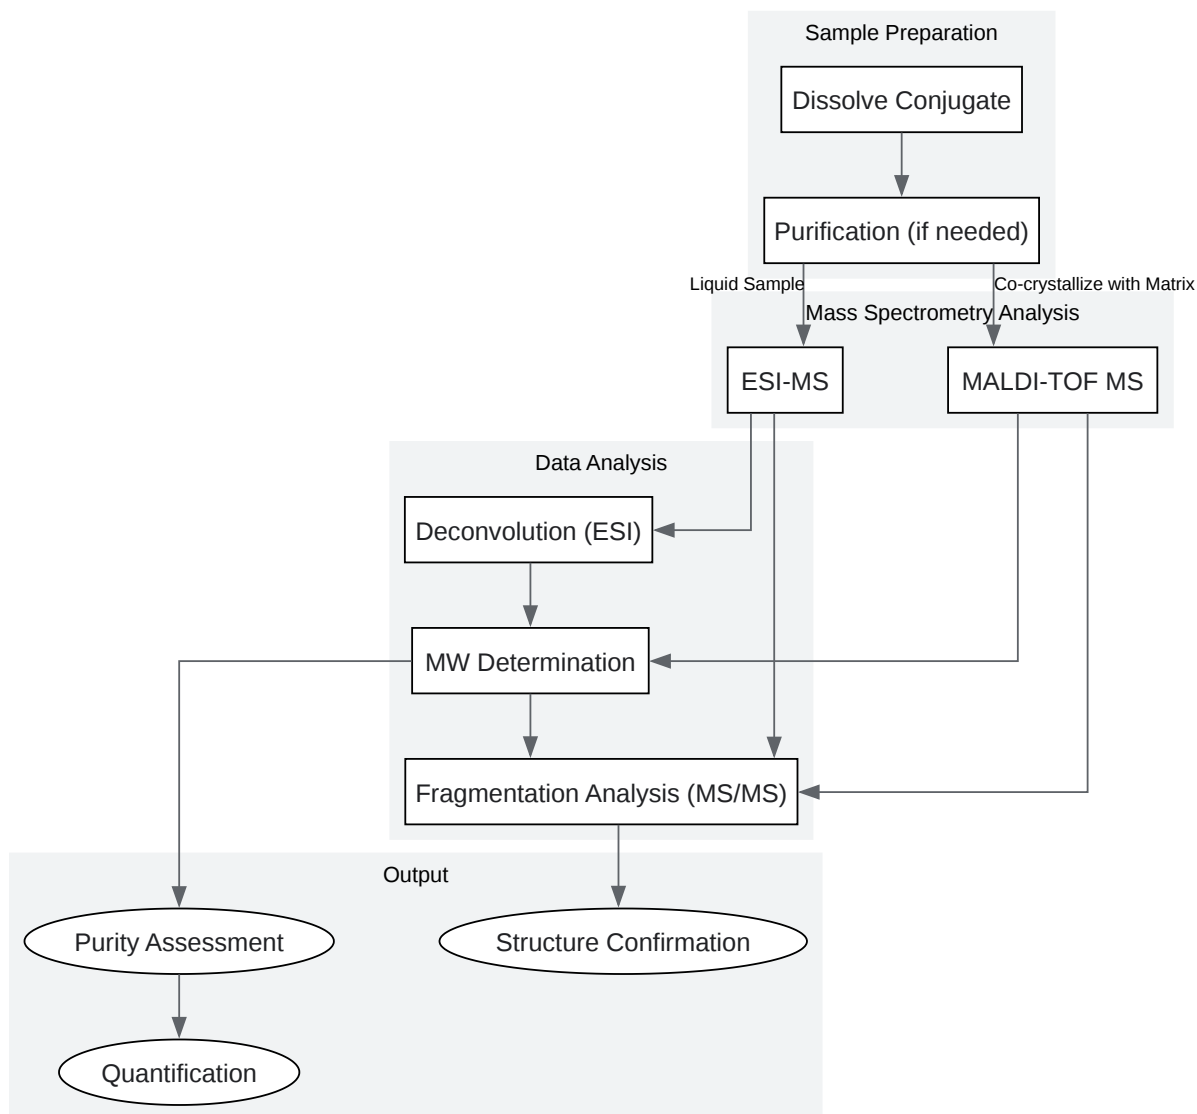 Sample Preparation
Dissolve Conjugate
Purification (if needed)
Liquid Sample
Co-crystallize with Matrix
Mass Spectrometry Analysis
ESI-MS
MALDI-TOF MS
Data Analysis
Deconvolution (ESI)
MW Determination
Fragmentation Analysis (MS/MS)
Output
Purity Assessment
Structure Confirmation
Quantification